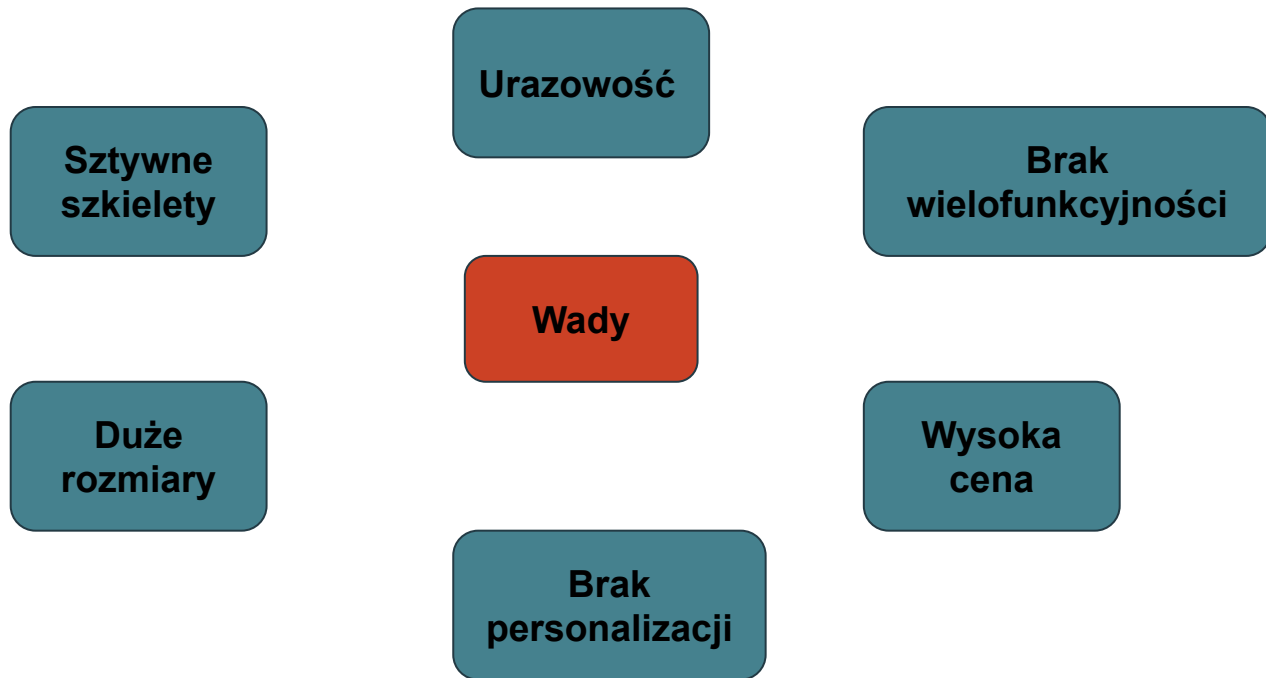 Urazowość
Sztywne
szkielety
Brak
wielofunkcyjności
Wady
Duże
rozmiary
Wysoka
cena
Brak
personalizacji